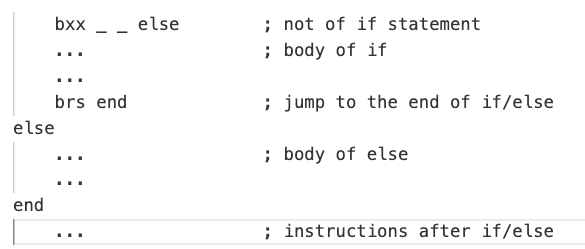 bxx _ _ else ; not of if statement
... ; body of if
...
brs end ; jump to the end of if/else
else
... ; body of else
...
end
... ; instructions after if/else